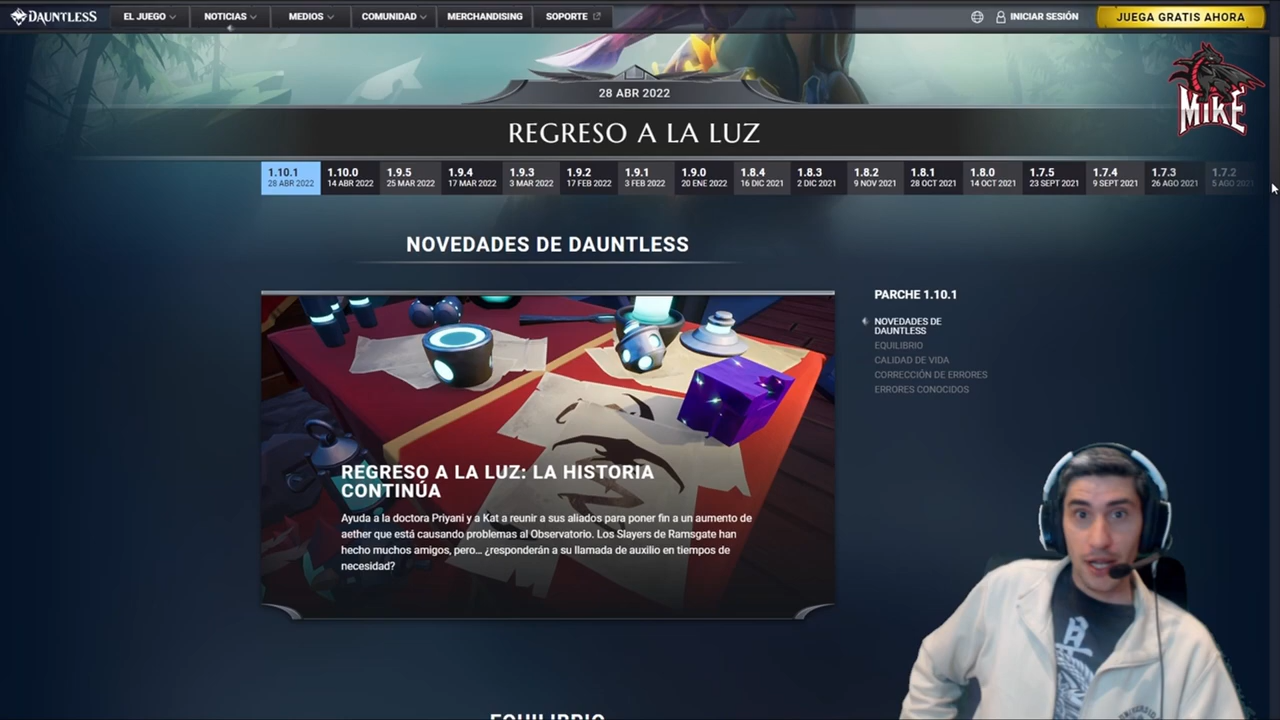 DAUNTLESS
EL JUEGO
NOTICIAS
MEDIOS
COMUNIDAD
MERCHANDISING
SOPORTE
INICIAR SESIÓN
JUEGA GRATIS AHORA
MIKE
28 ABR 2022
REGRESO A LA LUZ
1.10.1 1.10.0 1.9.5 1.9.4 1.9.3 1.9.2 1.9.1 1.9.0 1.8.4 1.8.3 1.8.2 1.8.1 1.8.0 1.7.5 1.7.4 1.7.3 1.7.2
28 ABR 2022 14 ABR 2022 25 MAR 2022 17 MAR 2022 3 MAR 2022 17 FEB 2022 3 FEB 2022 20 ENE 2022 16 DIC 2021 2 DIC 2021 9 NOV 2021 28 OCT 2021 14 OCT 2021 23 SEPT 2021 9 SEPT 2021 26 AGO 2021 5 AGO 2021
NOVEDADES DE DAUNTLESS
REGRESO A LA LUZ: LA HISTORIA
CONTINÚA
Ayuda a la doctora Priyani y a Kat a reunir a sus aliados para poner fin a un aumento de
aether que está causando problemas al Observatorio. Los Slayers de Ramsgate han
hecho muchos amigos, pero... ¿responderán a su llamada de auxilio en tiempos de
necesidad?
PARCHE 1.10.1
NOVEDADES DE
DAUNTLESS
EQUILIBRIO
CALIDAD DE VIDA
CORRECCIÓN DE ERRORES
ERRORES CONOCIDOS
EQUILIBRIO